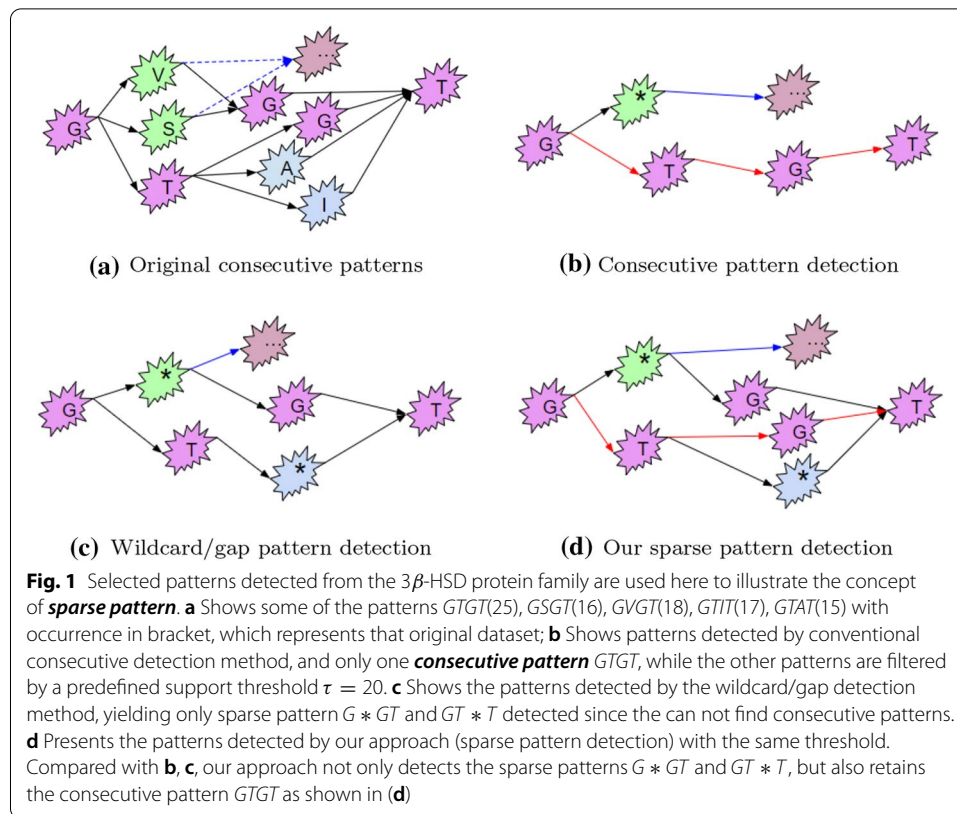 V
...
G
T
G
S
G
T
A
I
(a) Original consecutive patterns
*
...
G
T
G
T
(b) Consecutive pattern detection
...
*
G
G
T
T
*
(c) Wildcard/gap pattern detection
...
*
G
G
T
G
T
*
(d) Our sparse pattern detection
Fig. 1 Selected patterns detected from the 3β-HSD protein family are used here to illustrate the concept
of sparse pattern. a Shows some of the patterns GTGT(25), GSGT(16), GVGT(18), GTIT(17), GTAT(15) with
occurrence in bracket, which represents that original dataset; b Shows patterns detected by conventional
consecutive detection method, and only one consecutive pattern GTGT, while the other patterns are filtered
by a predefined support threshold τ = 20. c Shows the patterns detected by the wildcard/gap detection
method, yielding only sparse pattern G ∗ GT and GT ∗ T detected since the can not find consecutive patterns.
d Presents the patterns detected by our approach (sparse pattern detection) with the same threshold.
Compared with b, c, our approach not only detects the sparse patterns G ∗ GT and GT ∗ T, but also retains
the consecutive pattern GTGT as shown in (d)